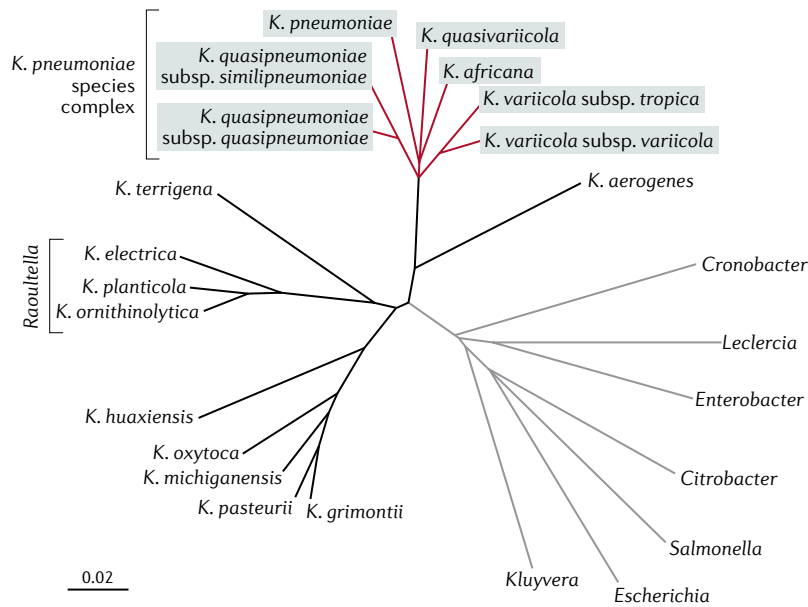 K. pneumoniae
K. quasivariicola
K. quasipneumoniae
subsp. similipneumoniae
K. africana
K. pneumoniae
species
complex
K. variicola subsp. tropica
K. quasipneumoniae
subsp. quasipneumoniae
K. variicola subsp. variicola
K. terrigena
K. aerogenes
Raoultella
K. electrica
K. planticola
K. ornithinolytica
Cronobacter
Leclercia
Enterobacter
K. huaxiensis
K. oxytoca
K. michiganensis
K. pasteurii
K. grimontii
Citrobacter
Salmonella
Kluyvera
Escherichia
0.02